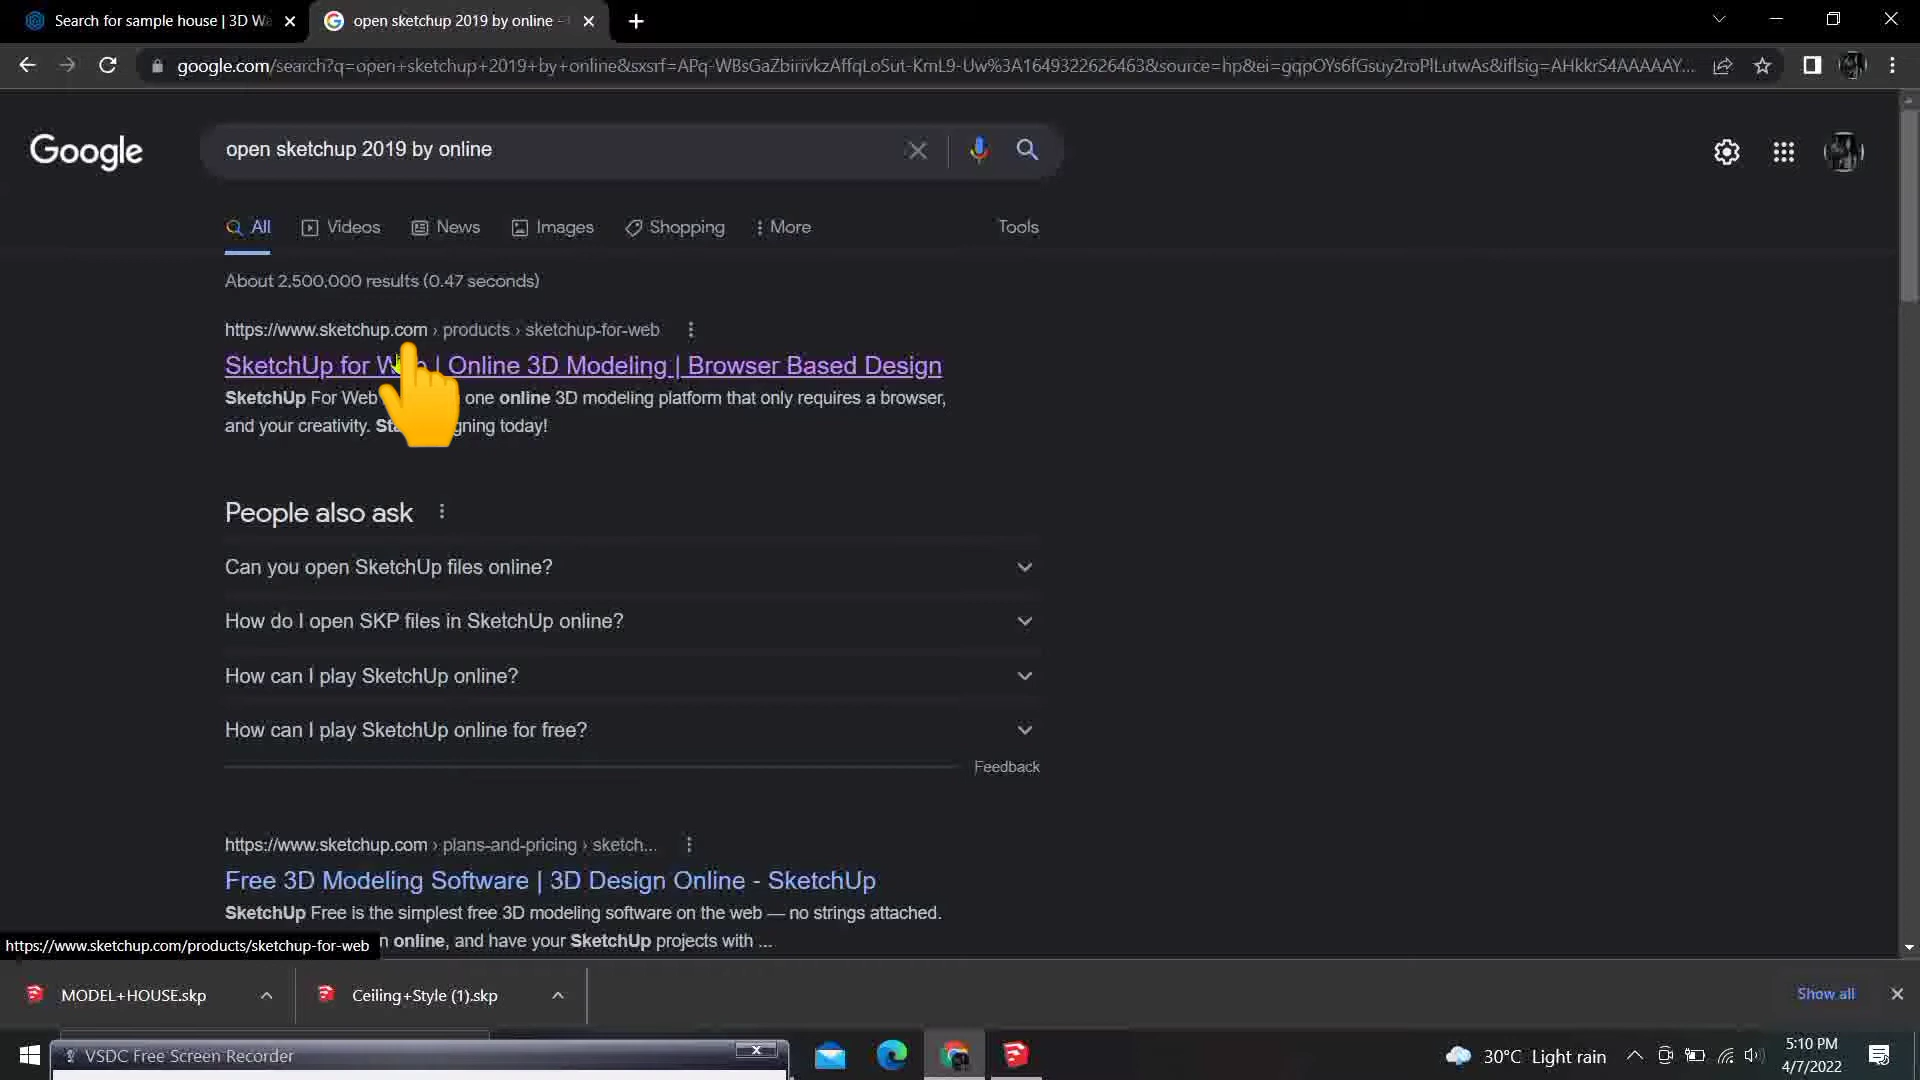 Search for sample house | 3D Wa
open sketchup 2019 by online -
google.com/search?q=open+sketchup+2019+by+online&sxsrf=APq-WBsGaZbirivkzAffqLoSut-KmL9-Uw%3A1649322626463&source=hp&ei=gqpOYs6fGsuy2roPlLutwAs&iflsig=AHkkrS4AAAAAY...
Google
open sketchup 2019 by online
All
Videos
News
Images
Shopping
More
Tools
About 2,500,000 results (0.47 seconds)
https://www.sketchup.com › products › sketchup-for-web
SketchUp for Web | Online 3D Modeling | Browser Based Design
SketchUp For Web one online 3D modeling platform that only requires a browser,
and your creativity. today!
People also ask
Can you open SketchUp files online?
How do I open SKP files in SketchUp online?
How can I play SketchUp online?
How can I play SketchUp online for free?
Feedback
https://www.sketchup.com › plans-and-pricing › sketch...
Free 3D Modeling Software | 3D Design Online - SketchUp
SketchUp Free is the simplest free 3D modeling software on the web — no strings attached.
online, and have your SketchUp projects with ...
https://www.sketchup.com/products/sketchup-for-web
MODEL+HOUSE.skp
Ceiling+Style (1).skp
Show all
VSDC Free Screen Recorder
30°C Light rain
5:10 PM
4/7/2022